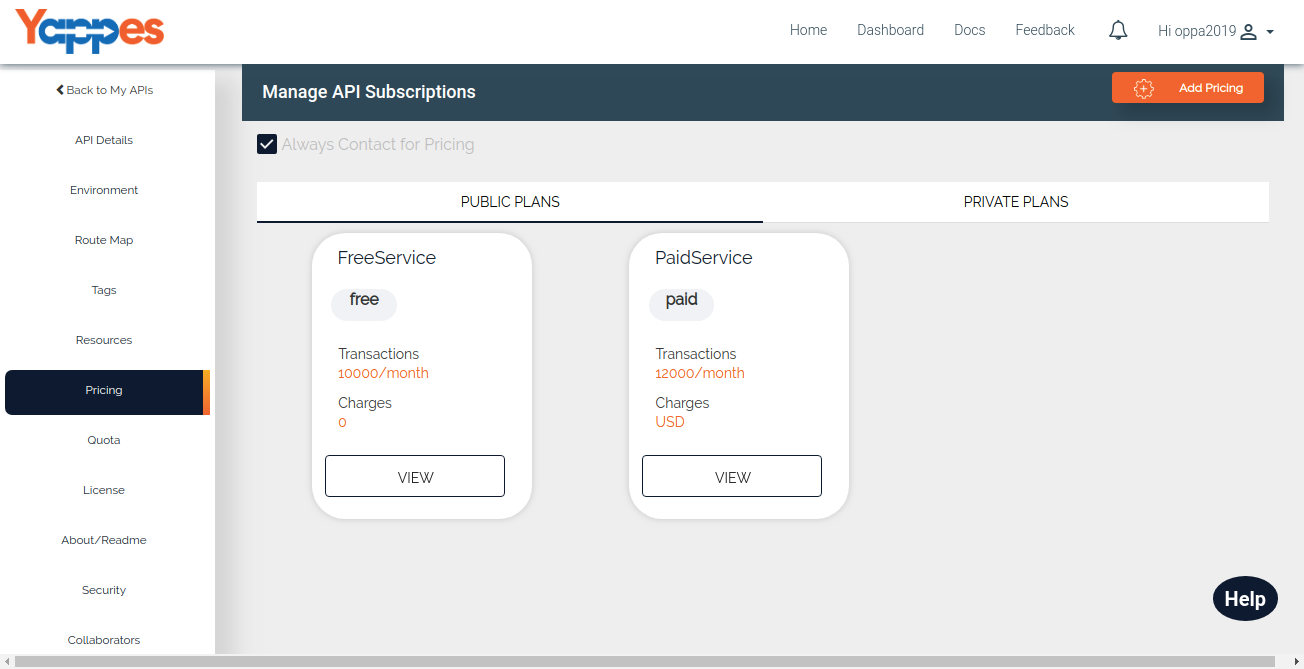 Yappes
Home Dashboard Docs Feedback Hi oppa2019
Back to My APIs
API Details
Environment
Route Map
Tags
Resources
Pricing
Quota
License
About/Readme
Security
Collaborators
Manage API Subscriptions
Add Pricing
Always Contact for Pricing
PUBLIC PLANS PRIVATE PLANS
FreeService
free
Transactions
10000/month
Charges
0
VIEW
PaidService
paid
Transactions
12000/month
Charges
USD
VIEW
Help